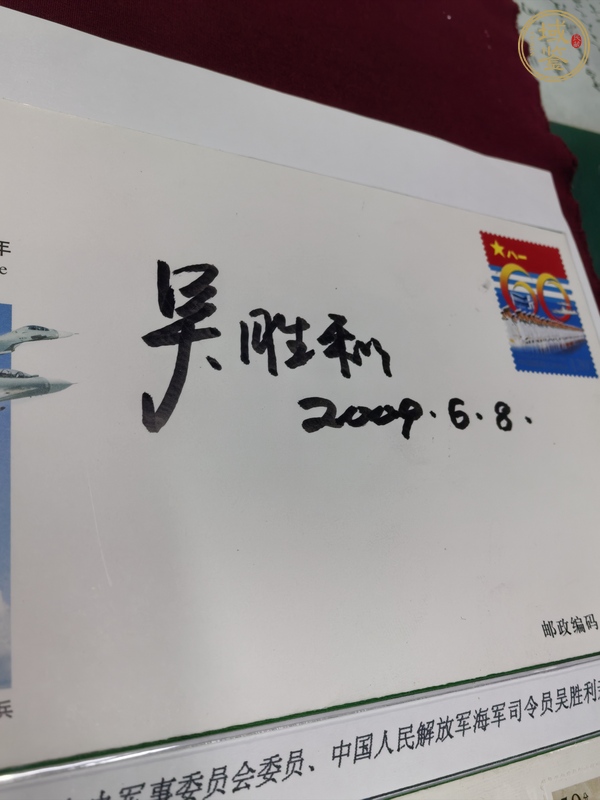 年
e
八一
60
吴胜利
2009.6.8.
邮政编码
兵
军事委员会委员、中国人民解放军海军司令员吴胜利